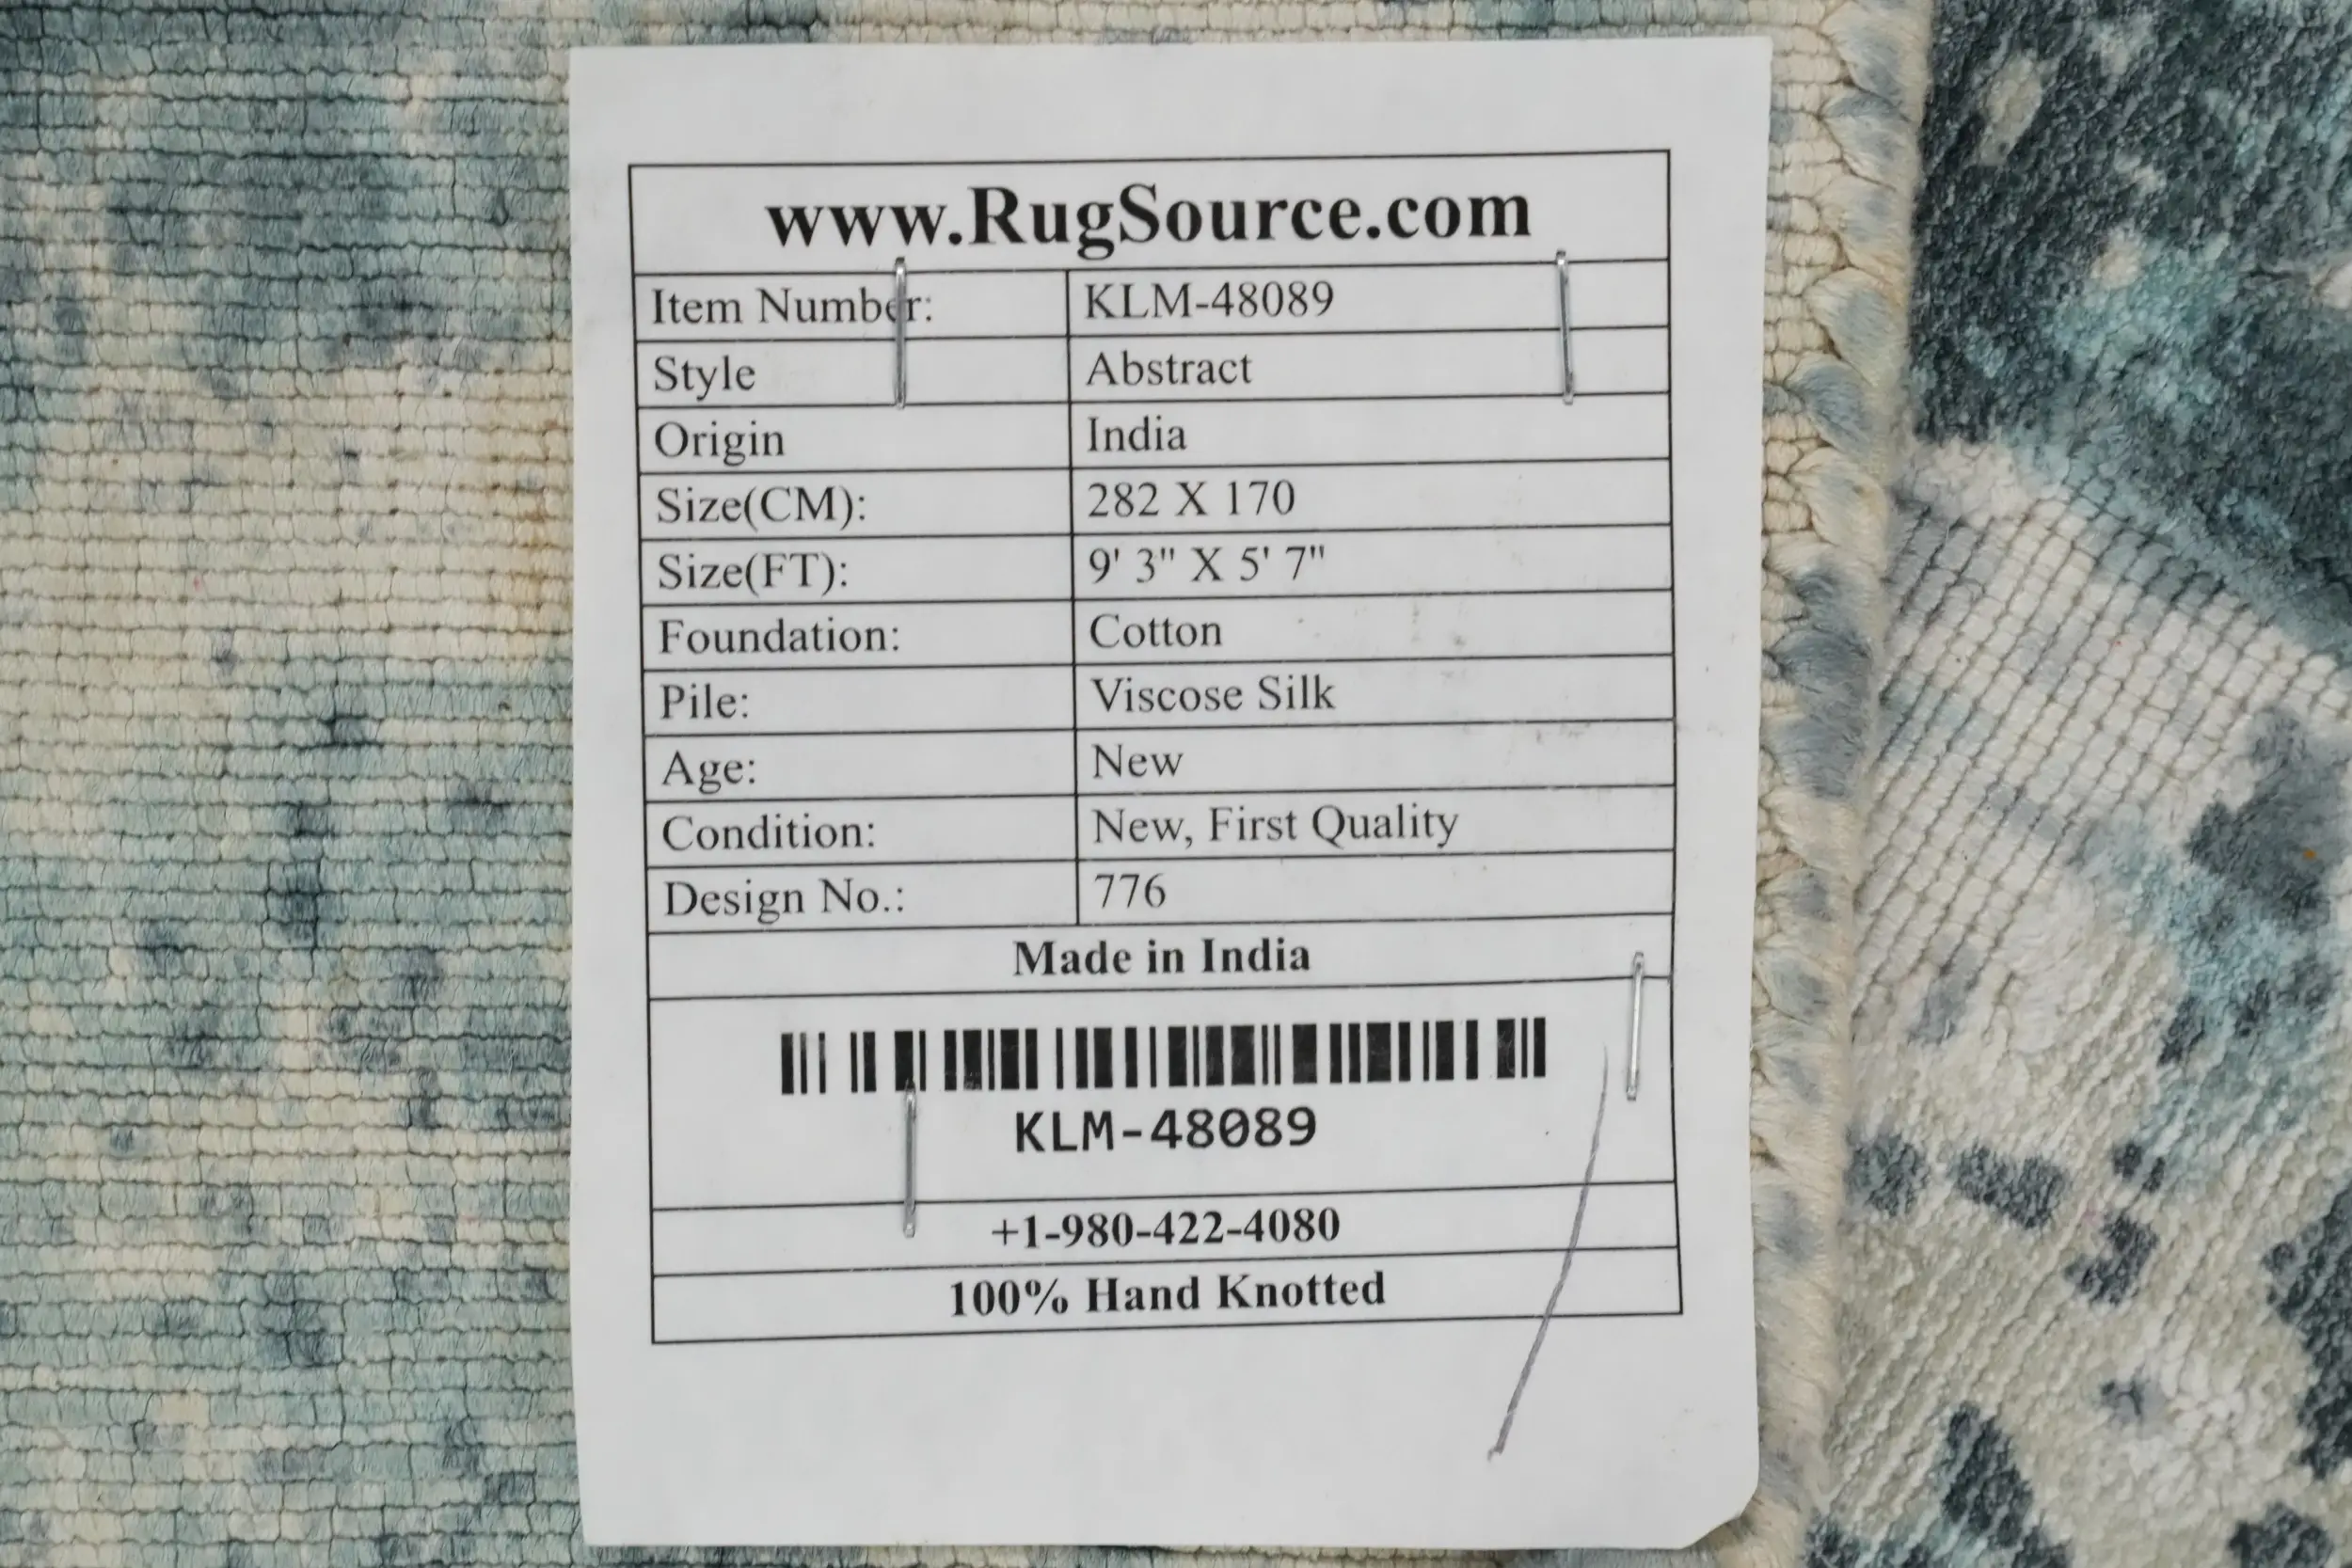 www.RugSource.com
Item Number: KLM-48089
Style Abstract
Origin India
Size(CM): 282 X 170
Size(FT): 9' 3" X 5' 7"
Foundation: Cotton
Pile: Viscose Silk
Age: New
Condition: New, First Quality
Design No.: 776
Made in India
KLM-48089
+1-980-422-4080
100% Hand Knotted